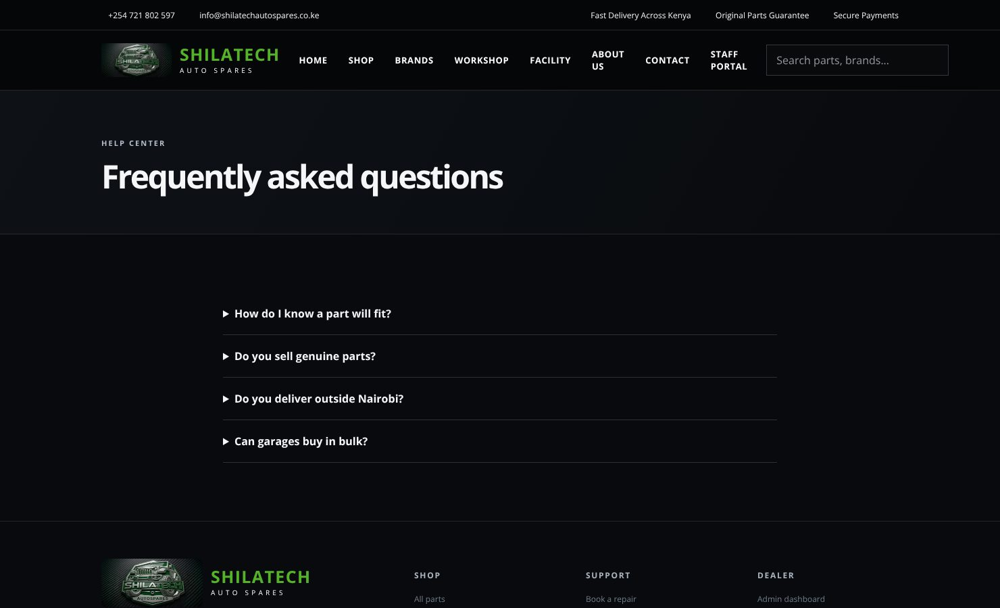 +254 721 802 597 info@shilatechautospares.co.ke Fast Delivery Across Kenya Original Parts Guarantee Secure Payments
SHILATECH
SHILATECH
AUTO SPARES
HOME SHOP BRANDS WORKSHOP FACILITY ABOUT US CONTACT STAFF PORTAL
Search parts, brands...
HELP CENTER
Frequently asked questions
How do I know a part will fit?
Do you sell genuine parts?
Do you deliver outside Nairobi?
Can garages buy in bulk?
SHILATECH
AUTOSPARES
SHILATECH
AUTO SPARES
SHOP SUPPORT DEALER
All parts Book a repair Admin dashboard